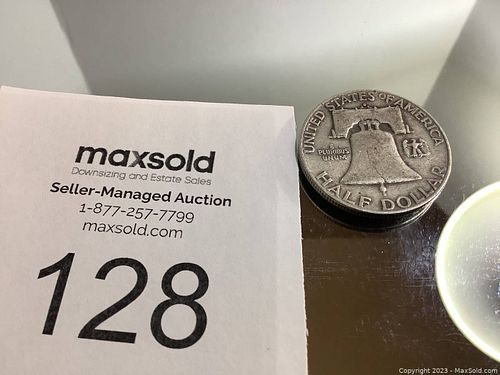 maxsold
Downsizing and Estate Sales
Seller-Managed Auction
1-877-257-7799
maxsold.com
128
UNITED STATES OF AMERICA
PLURIBUS
UNUM
HALF DOLLAR
Copyright 2023 - MaxSold.com